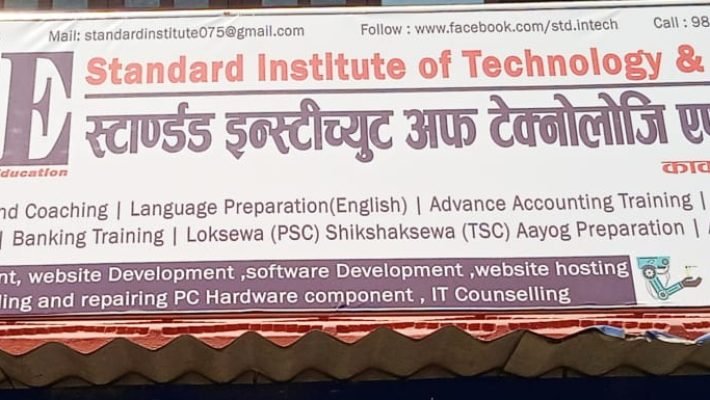 Mail: standardinstitute075@gmail.com Follow : www.facebook.com/std.intech Call : 98
E Standard Institute of Technology &
स्टाण्डर्ड इन्स्टीच्युट अफ टेक्नोलोजि
ducation
nd Coaching | Language Preparation(English) | Advance Accounting Training |
| Banking Training | Loksewa (PSC) Shikshaksewa (TSC) Aayog Preparation |
nt, website Development ,software Development ,website hosting
ling and repairing PC Hardware component , IT Counselling